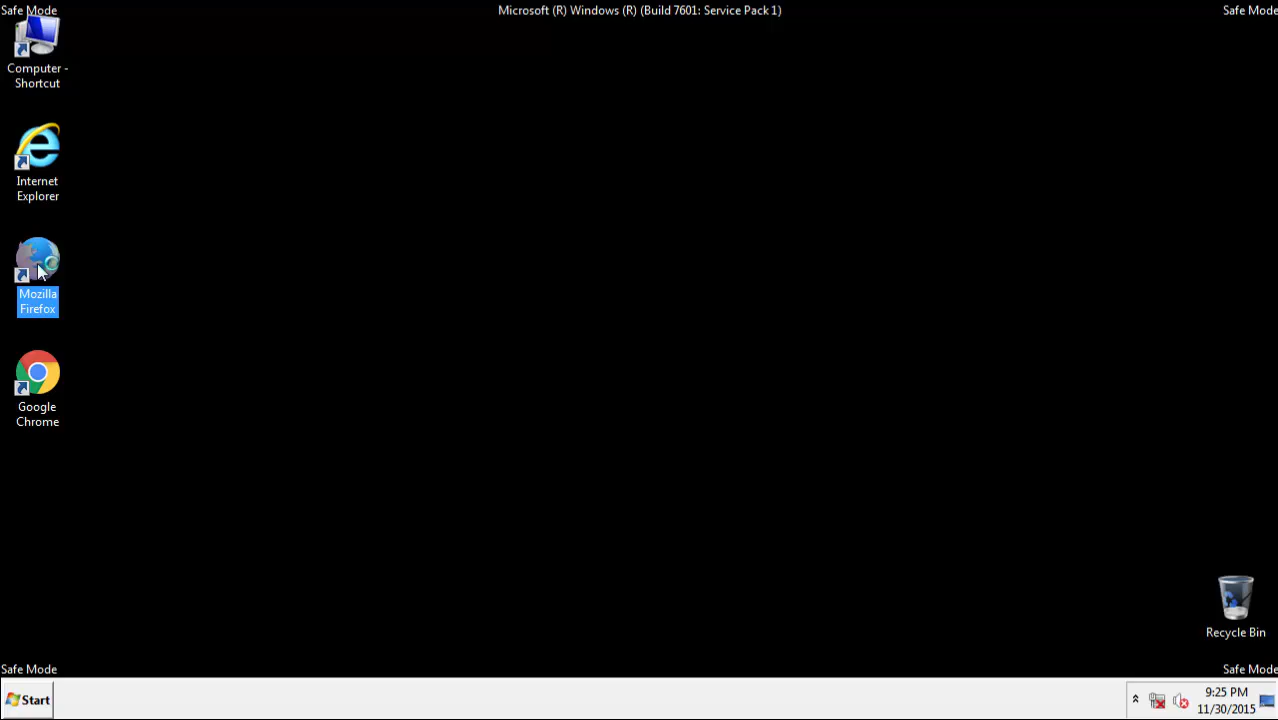 Safe Mode
Microsoft (R) Windows (R) (Build 7601: Service Pack 1)
Safe Mode
Computer -
Shortcut
Internet
Explorer
Mozilla
Firefox
Google
Chrome
Recycle Bin
Safe Mode
Safe Mode
Start
9:25 PM
11/30/2015